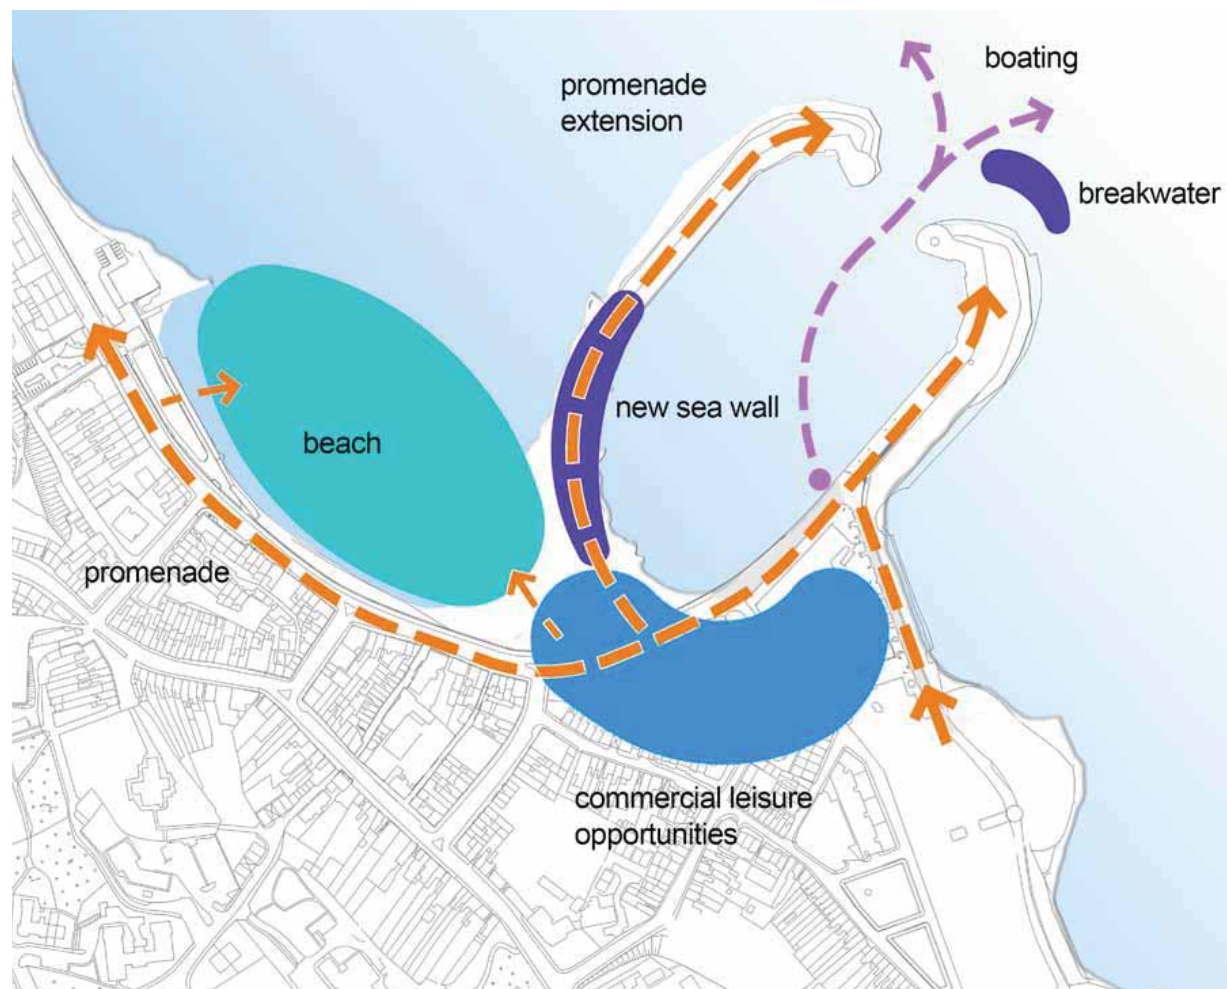 boating
promenade
extension
breakwater
new sea wall
beach
promenade
commercial leisure
opportunities